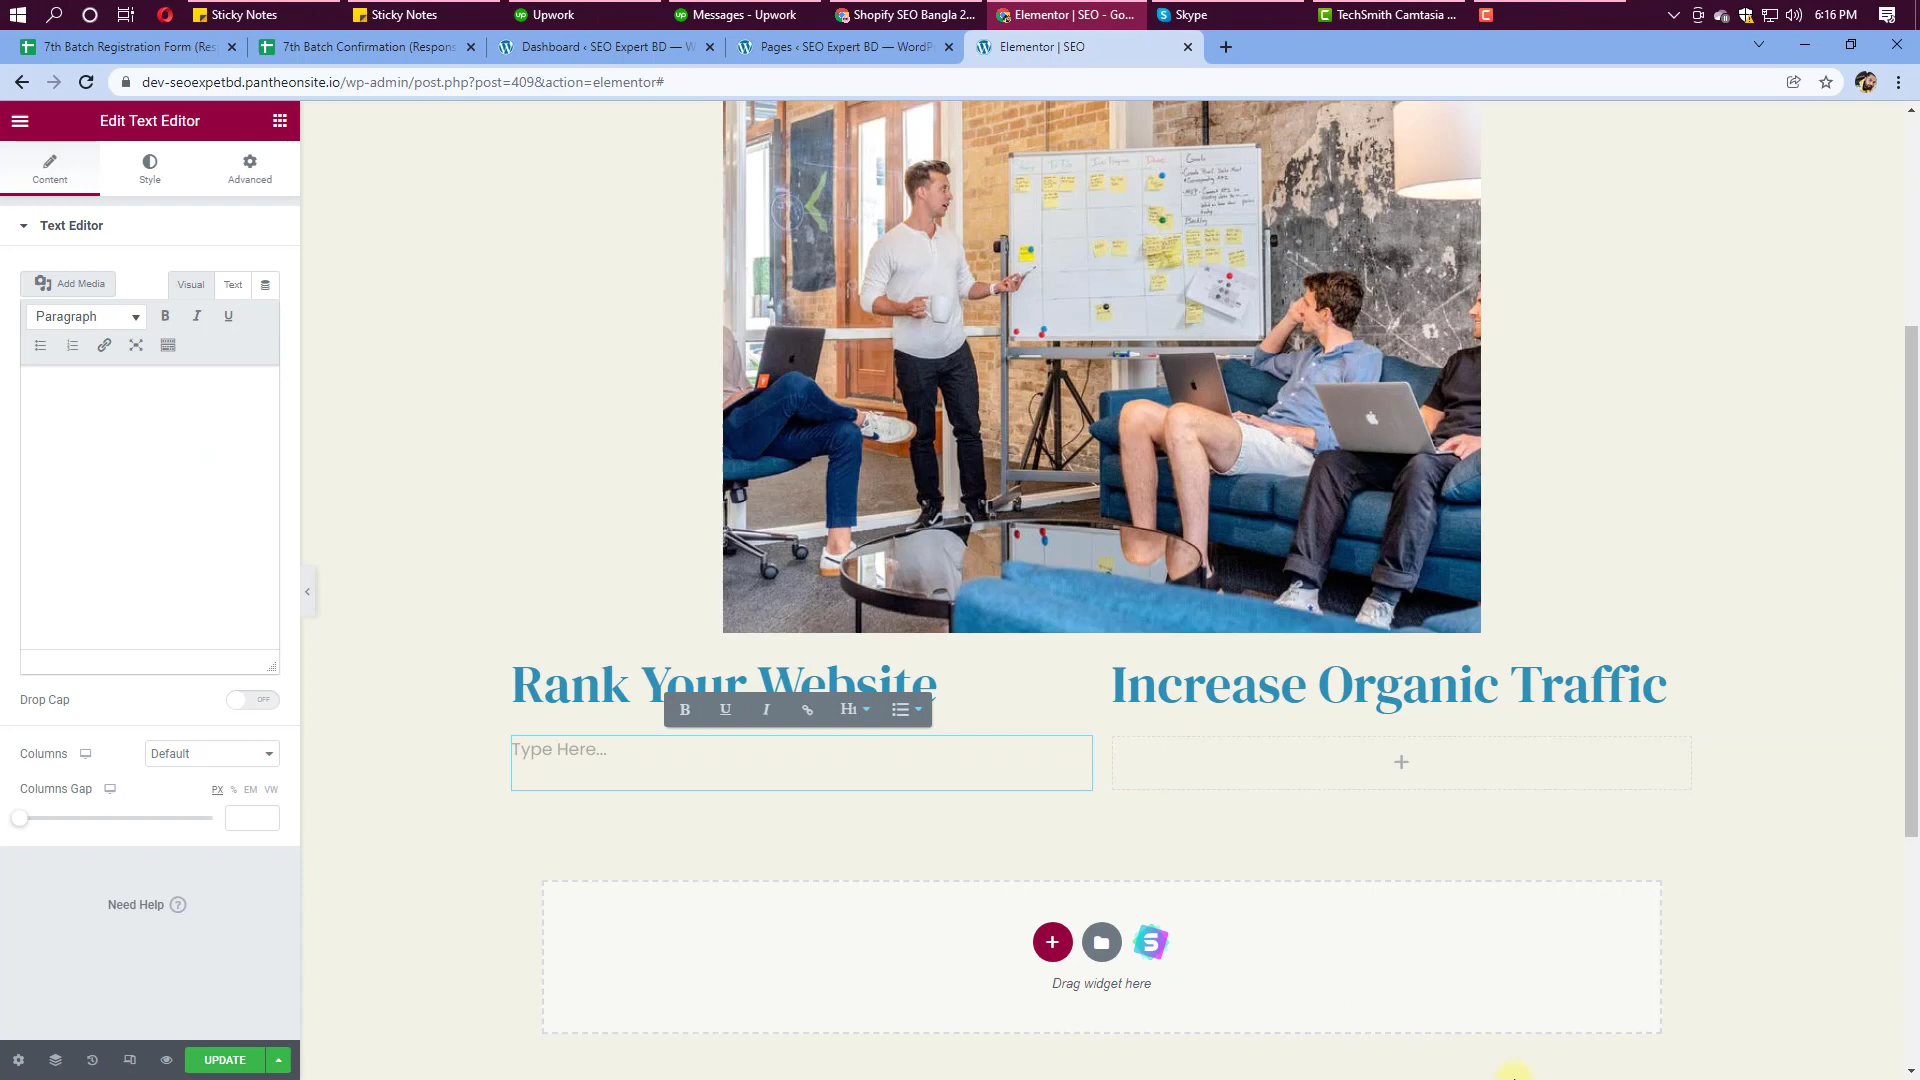 Sticky Notes
Sticky Notes
Upwork
Messages - Upwork
Shopify SEO Bangla 2...
Elementor | SEO - Go...
Skype
TechSmith Camtasia ...
6:16 PM
7th Batch Registration Form (Res
7th Batch Confirmation (Respons
Dashboard ‹ SEO Expert BD — W
Pages ‹ SEO Expert BD — WordP
Elementor | SEO
dev-seoexpetbd.pantheonsite.io/wp-admin/post.php?post=409&action=elementor#
Edit Text Editor
Content
Style
Advanced
Text Editor
Add Media
Visual
Text
Paragraph
B I U
Drop Cap
OFF
Columns
Default
Columns Gap
PX % EM VW
Need Help ?
UPDATE
Rank Your Website
Increase Organic Traffic
B U I H1
Type Here...
Drag widget here